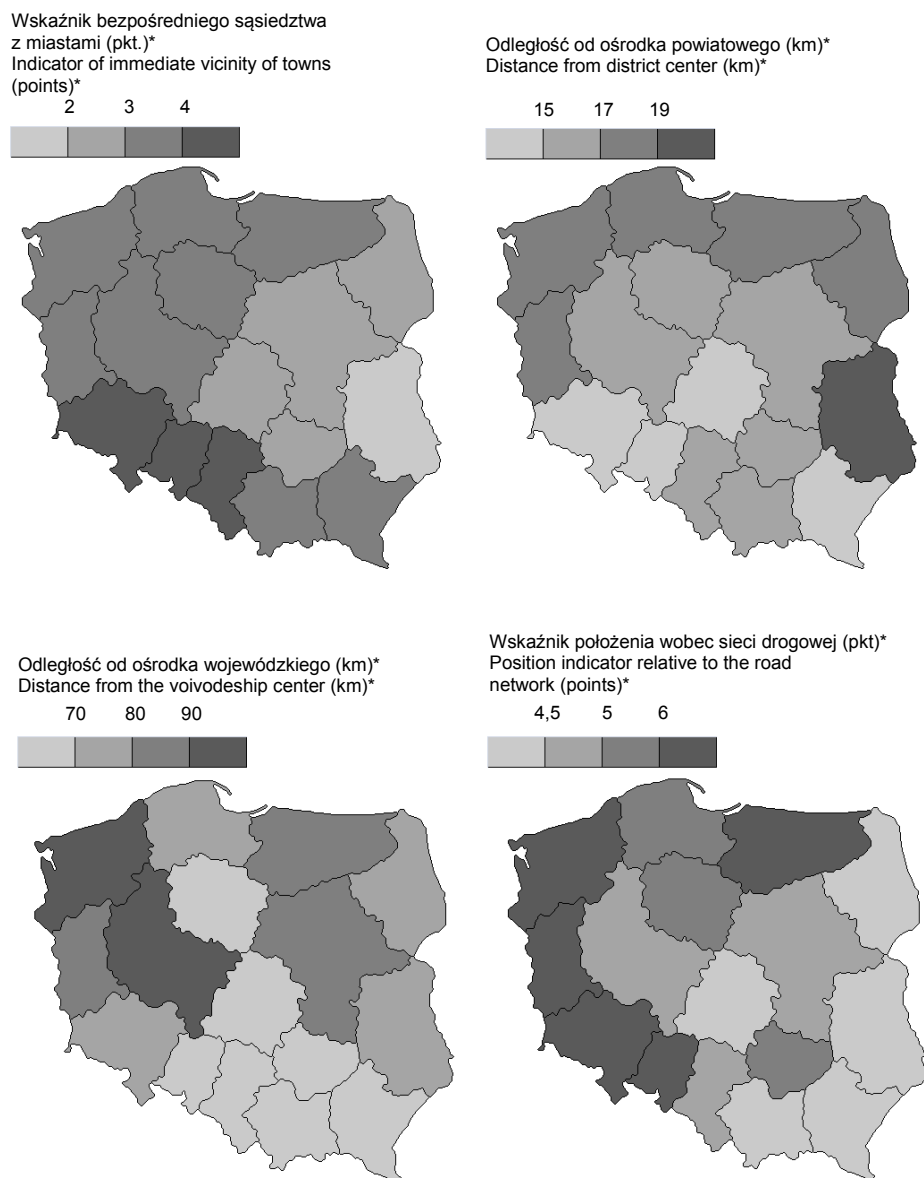 Wskaźnik bezpośredniego sąsiedztwa
z miastami (pkt.)*
Indicator of immediate vicinity of towns
(points)*
2 3 4
Odległość od ośrodka powiatowego (km)*
Distance from district center (km)*
15 17 19
Odległość od ośrodka wojewódzkiego (km)*
Distance from the voivodeship center (km)*
70 80 90
Wskaźnik położenia wobec sieci drogowej (pkt)*
Position indicator relative to the road
network (points)*
4,5 5 6